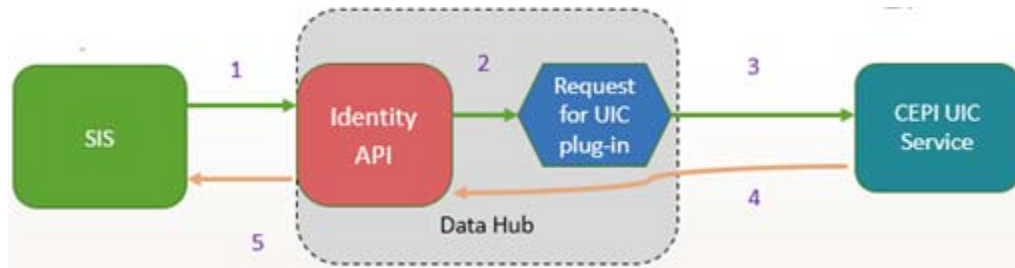 1
2
3
SIS
Identity
API
Request
for UIC
plug-in
CEPI UIC
Service
4
5
Data Hub